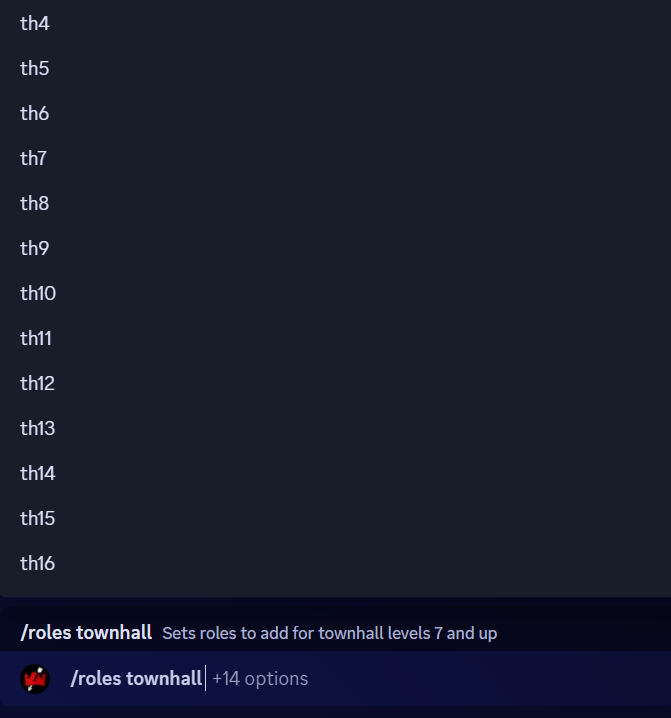 th4
th5
th6
th7
th8
th9
th10
th11
th12
th13
th14
th15
th16
/roles townhall Sets roles to add for townhall levels 7 and up
/roles townhall +14 options